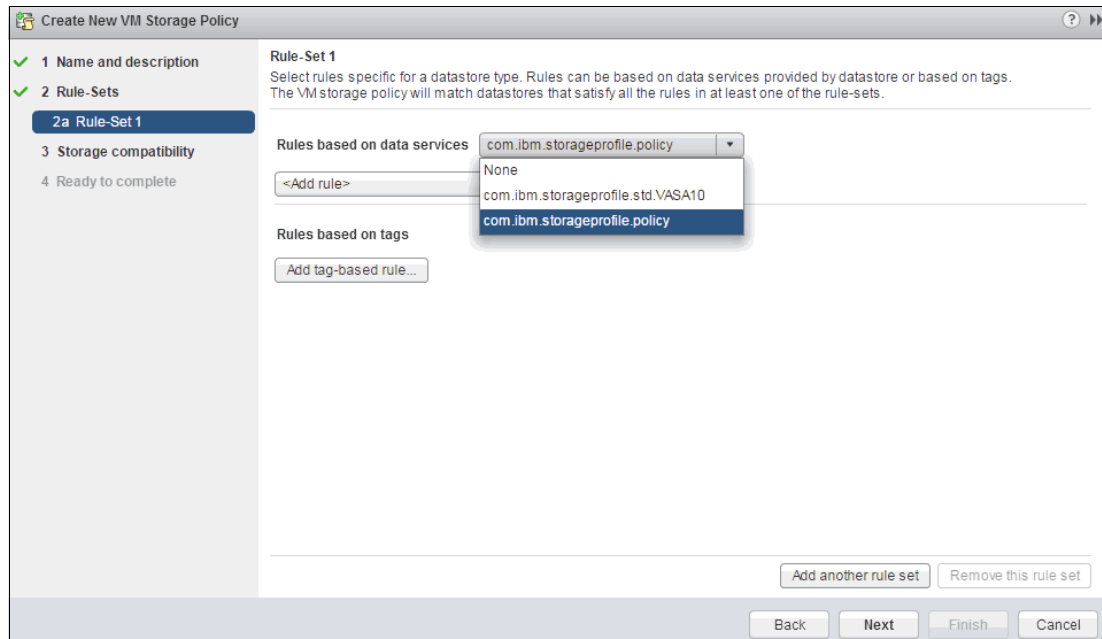 Create New VM Storage Policy
1 Name and description
2 Rule-Sets
2a Rule-Set 1
3 Storage compatibility
4 Ready to complete
Rule-Set 1
Select rules specific for a datastore type. Rules can be based on data services provided by datastore or based on tags.
The VM storage policy will match datastores that satisfy all the rules in at least one of the rule-sets.
Rules based on data services com.ibm.storageprofile.policy
None
<Add rule>
com.ibm.storageprofile.std.VASA10
com.ibm.storageprofile.policy
Rules based on tags
Add tag-based rule...
Add another rule set Remove this rule set
Back Next Finish Cancel